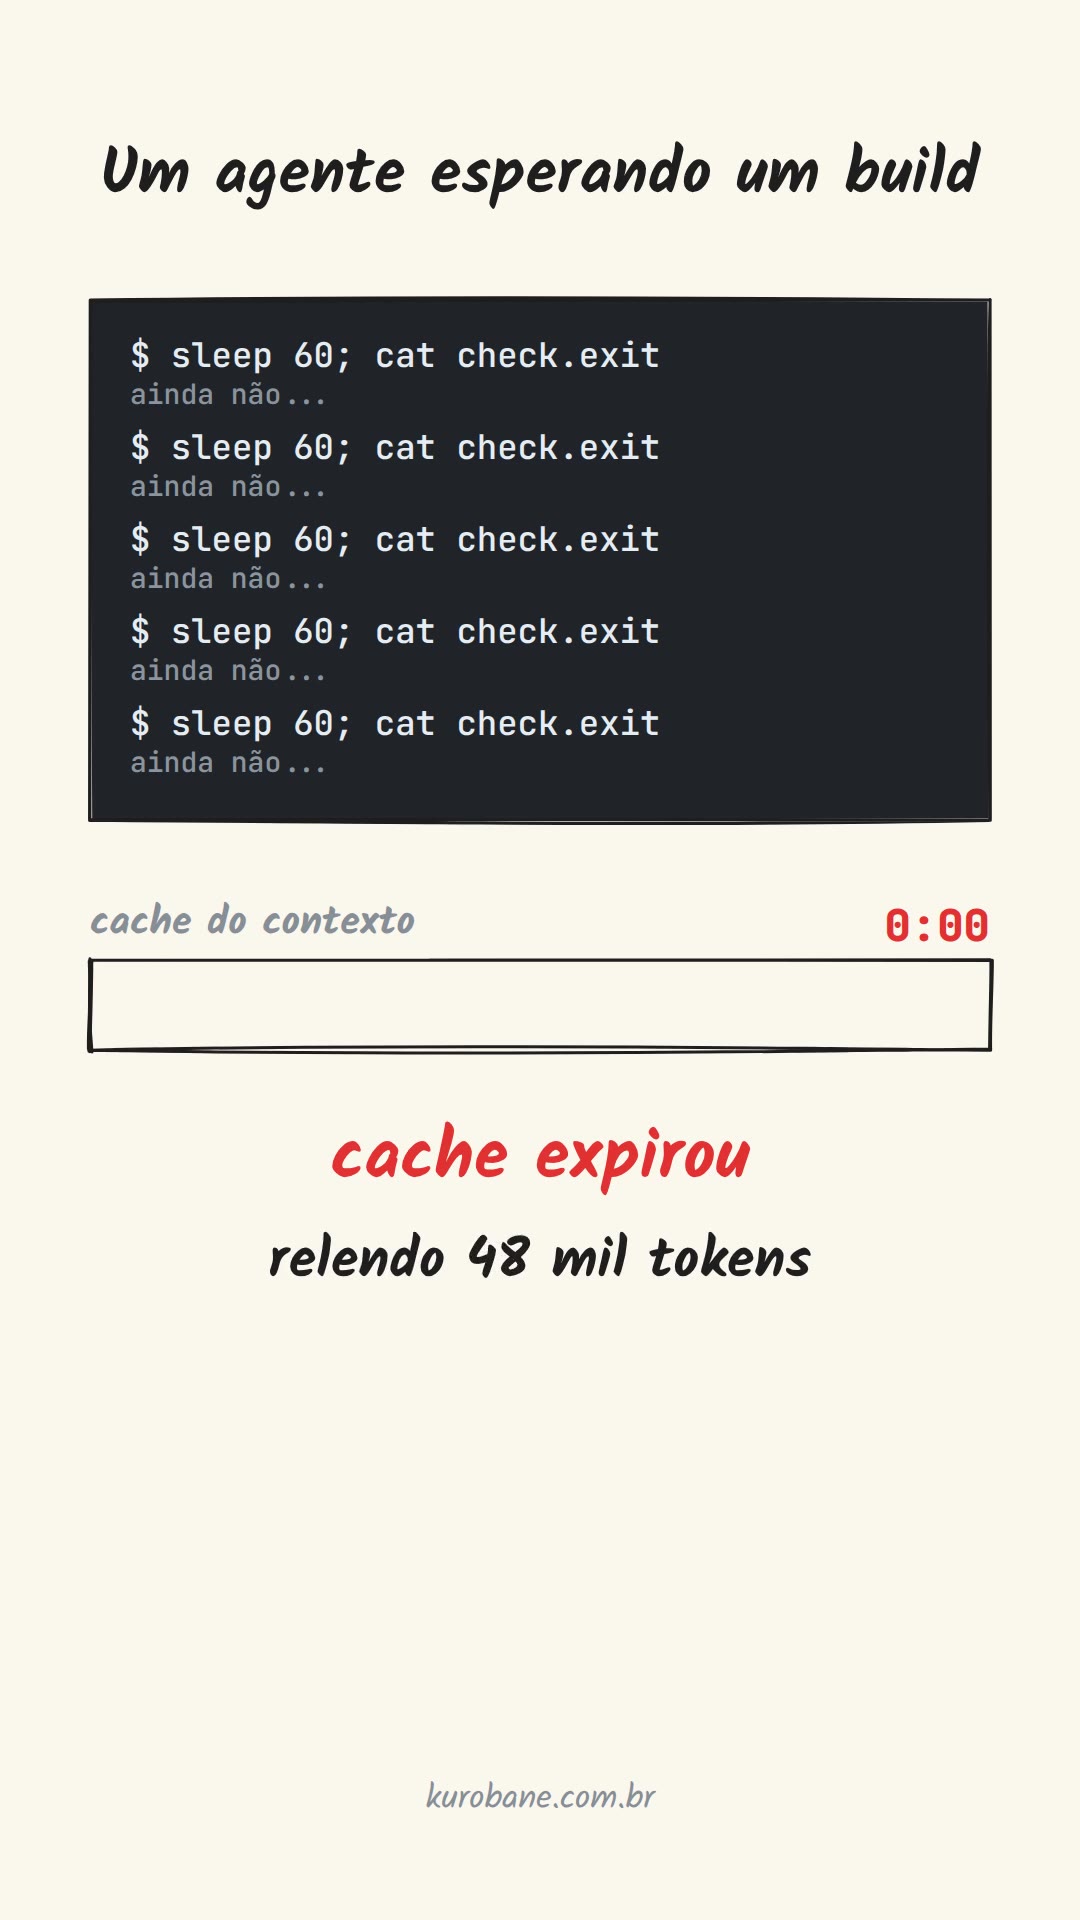 Um agente esperando um build
$ sleep 60; cat check.exit
ainda não...
$ sleep 60; cat check.exit
ainda não...
$ sleep 60; cat check.exit
ainda não...
$ sleep 60; cat check.exit
ainda não...
$ sleep 60; cat check.exit
ainda não...
cache do contexto
0:00
cache expirou
relendo 48 mil tokens
kurobane.com.br